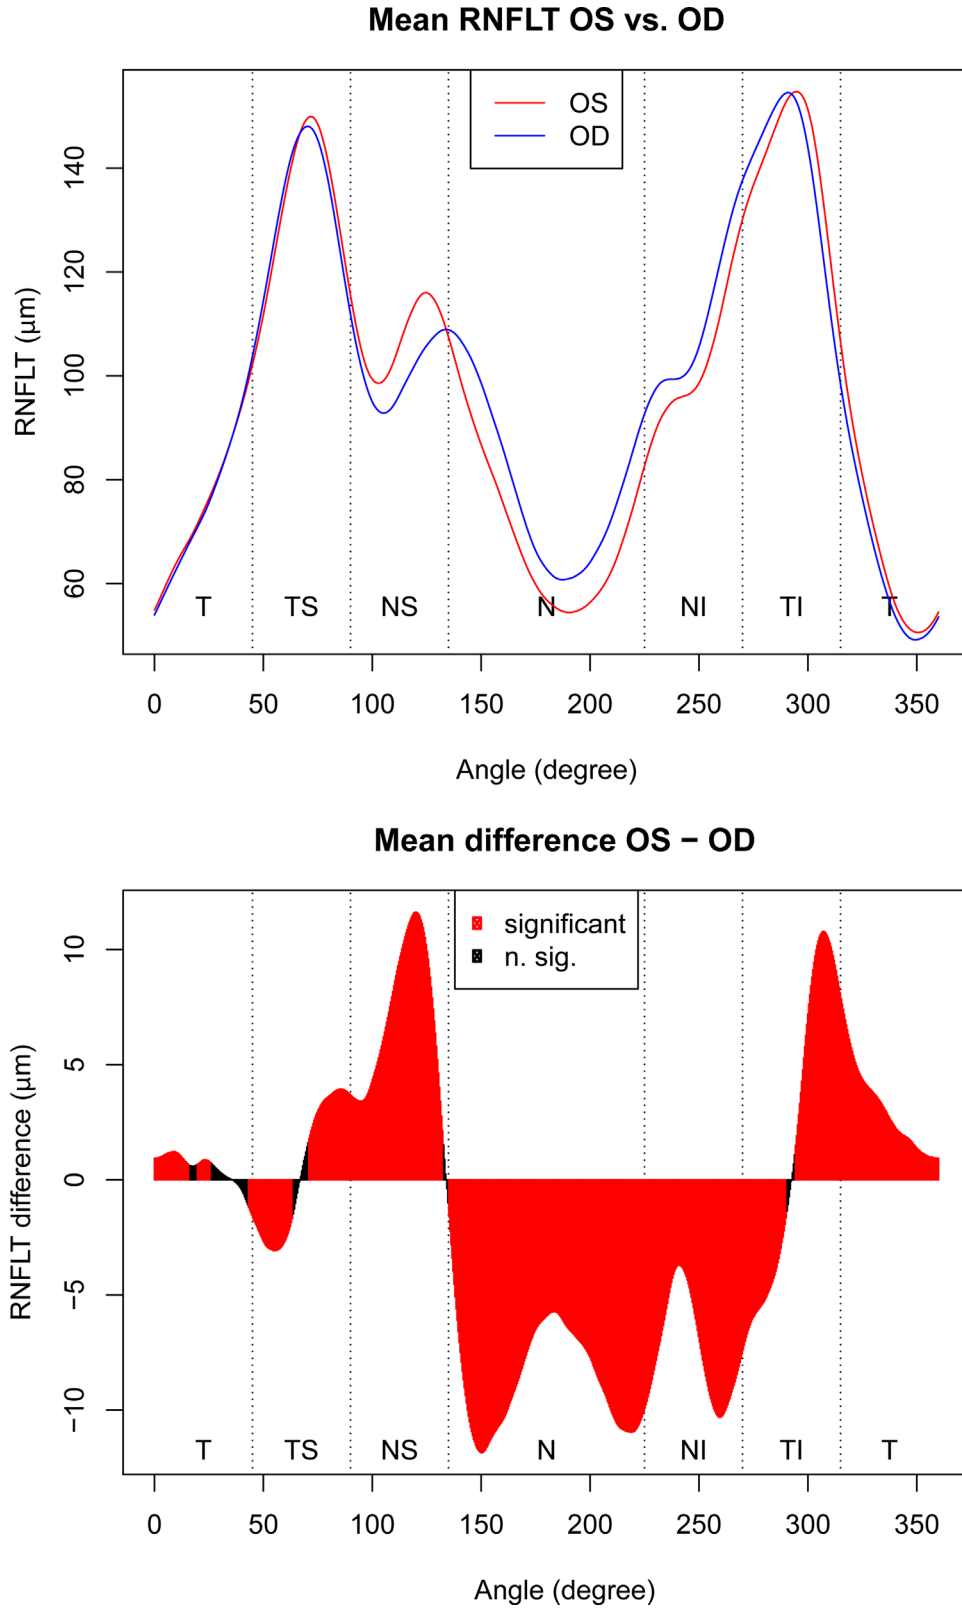 Mean RNFLT OS vs. OD
OS
OD
RNFLT (µm)
140
120
100
80
60
T TS NS N NI TI T
0 50 100 150 200 250 300 350
Angle (degree)
Mean difference OS − OD
significant
n. sig.
RNFLT difference (µm)
10
5
0
−5
−10
T TS NS N NI TI T
0 50 100 150 200 250 300 350
Angle (degree)